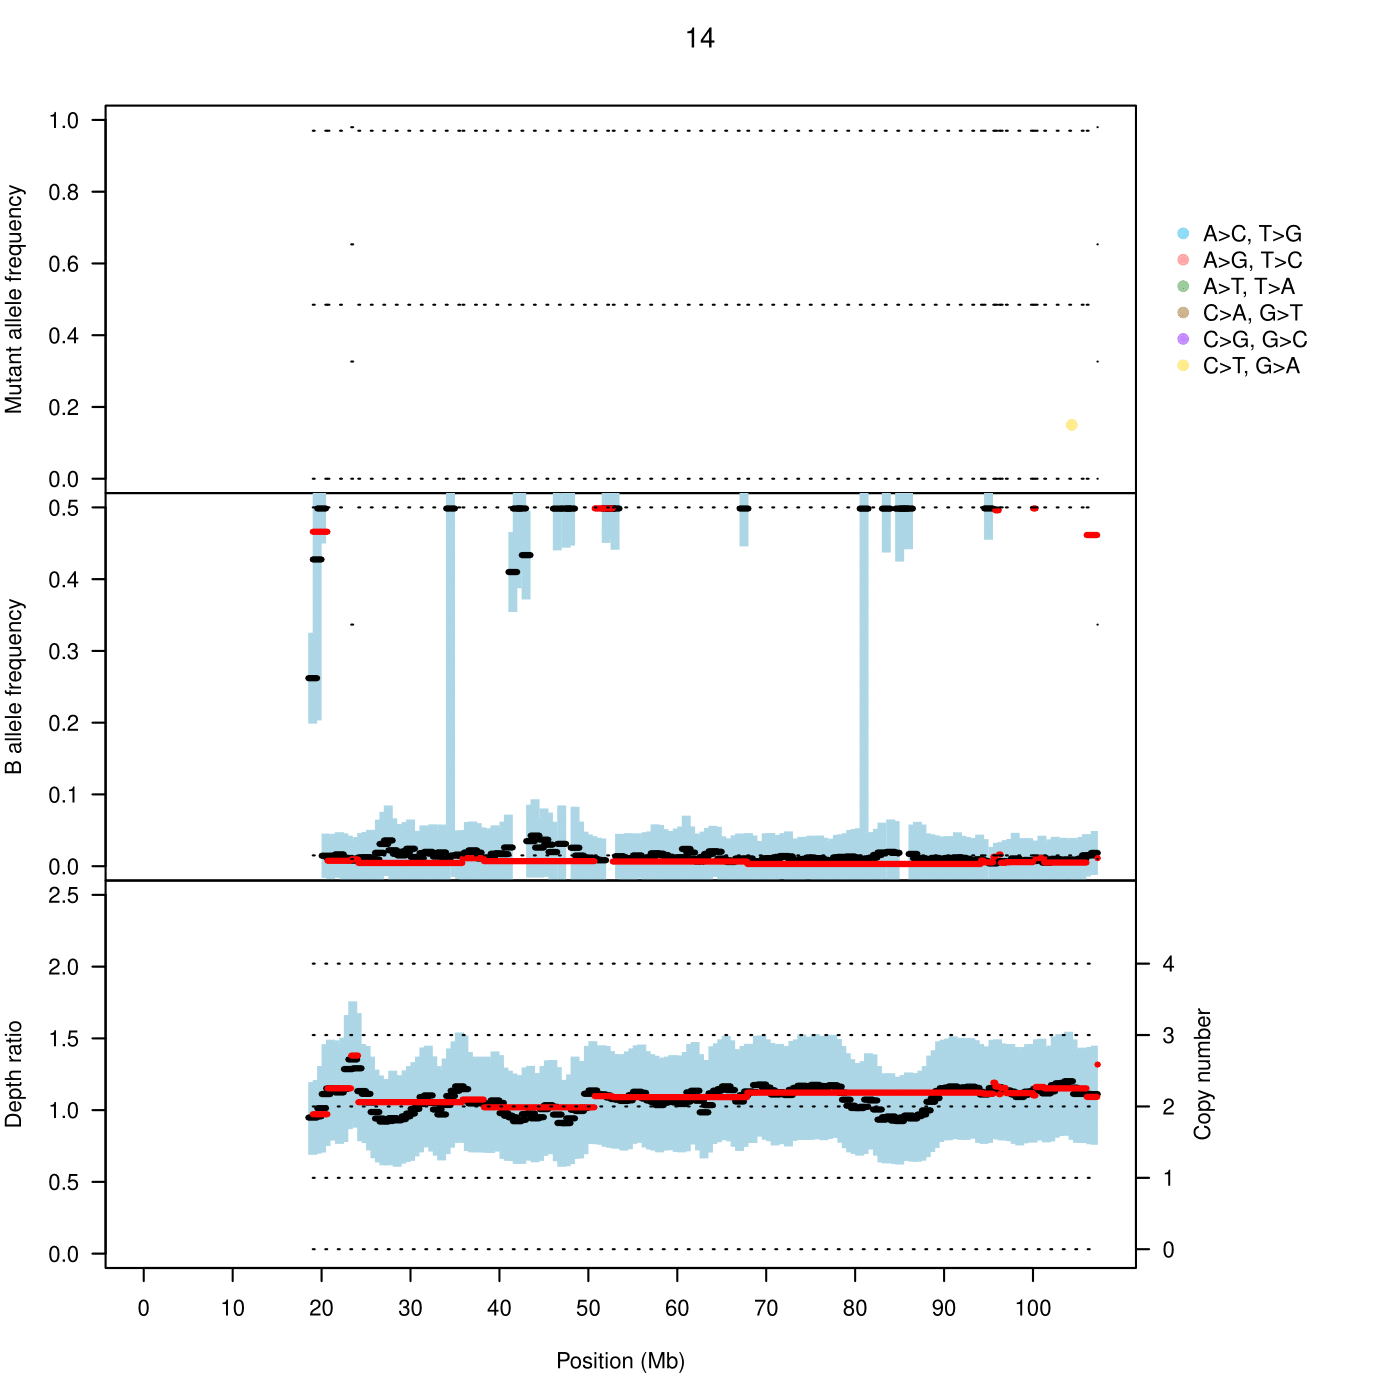 14
1.0
0.8
0.6
0.4
0.2
0.0
Mutant allele frequency
A>C, T>G
A>G, T>C
A>T, T>A
C>A, G>T
C>G, G>C
C>T, G>A
0.5
0.4
0.3
0.2
0.1
0.0
B allele frequency
2.5
2.0
1.5
1.0
0.5
0.0
Depth ratio
4
3
2
1
0
Copy number
0 10 20 30 40 50 60 70 80 90 100
Position (Mb)